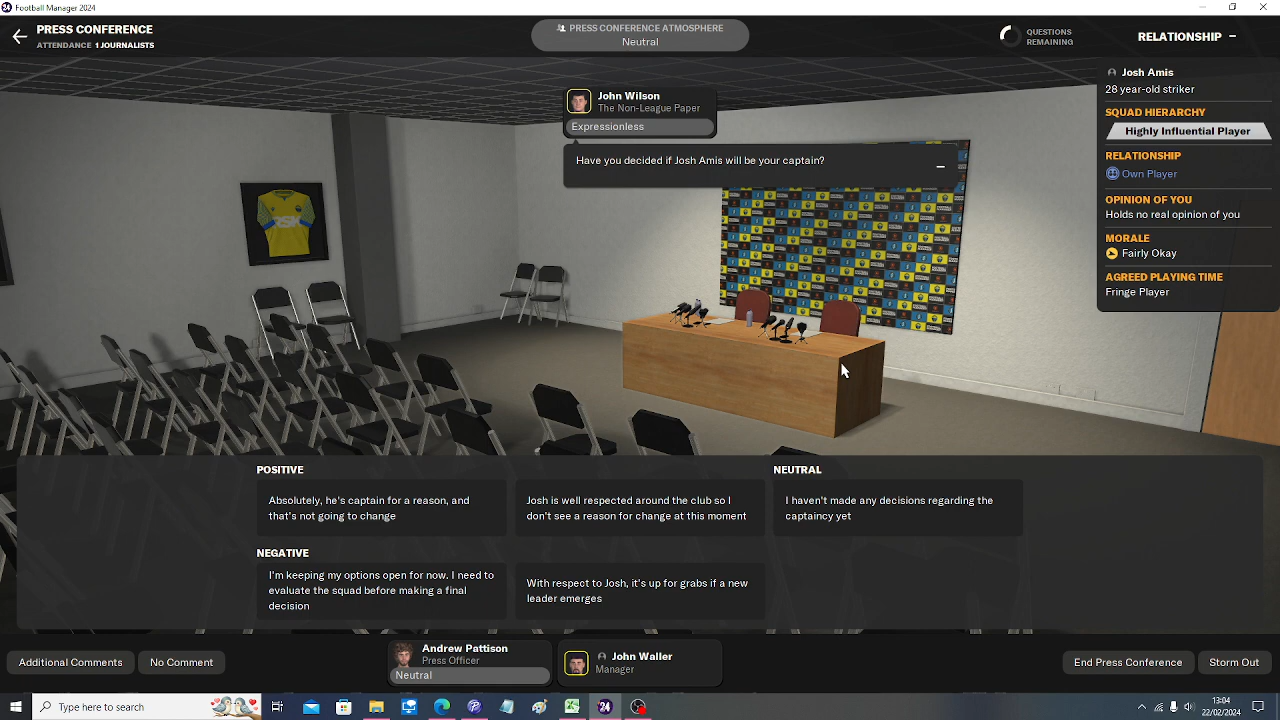 Football Manager 2024
PRESS CONFERENCE
ATTENDANCE 1 JOURNALISTS
PRESS CONFERENCE ATMOSPHERE
Neutral
QUESTIONS
REMAINING
RELATIONSHIP
John Wilson
The Non-League Paper
Expressionless
Have you decided if Josh Amis will be your captain?
Josh Amis
28 year-old striker
SQUAD HIERARCHY
Highly Influential Player
RELATIONSHIP
Own Player
OPINION OF YOU
Holds no real opinion of you
MORALE
Fairly Okay
AGREED PLAYING TIME
Fringe Player
POSITIVE
Absolutely, he's captain for a reason, and
that's not going to change
Josh is well respected around the club so I
don't see a reason for change at this moment
NEUTRAL
I haven't made any decisions regarding the
captaincy yet
NEGATIVE
I'm keeping my options open for now. I need to
evaluate the squad before making a final
decision
With respect to Josh, it's up for grabs if a new
leader emerges
Additional Comments
No Comment
Andrew Pattison
Press Officer
Neutral
John Waller
Manager
End Press Conference
Storm Out
Type here to search
13:04
22/02/2024